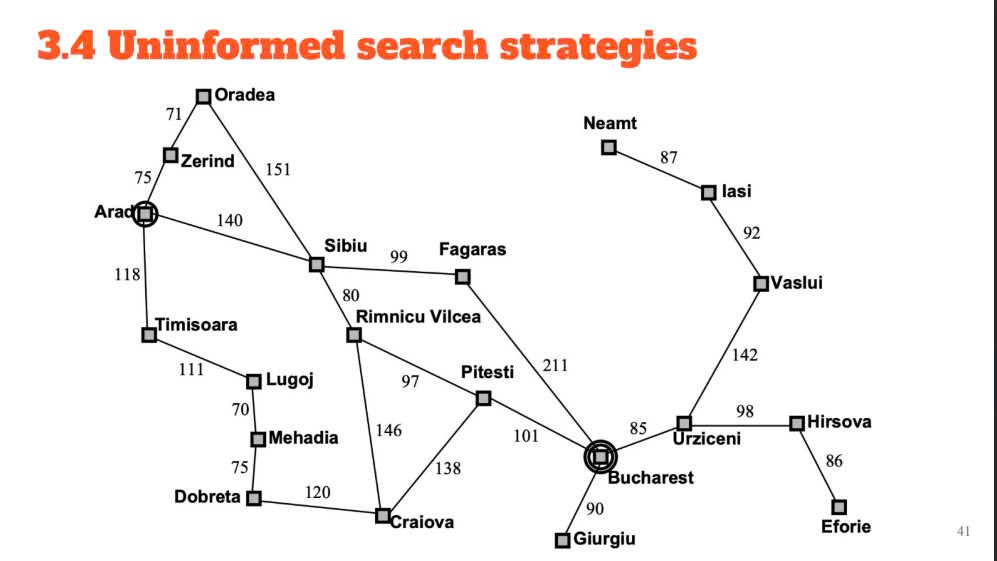 3.4 Uninformed search strategies
Oradea
71
Neamt
87
Zerind
151
Iasi
75
Arad
140
92
Sibiu
Fagaras
99
118
Vaslui
80
Rimnicu Vilcea
Timisoara
142
111
211
Pitesti
Lugoj
97
70
98
Hirsova
85
146
101
Mehadia
Urziceni
86
75
138
Bucharest
Dobreta
120
90
Craiova
Eforie
Giurgiu
41